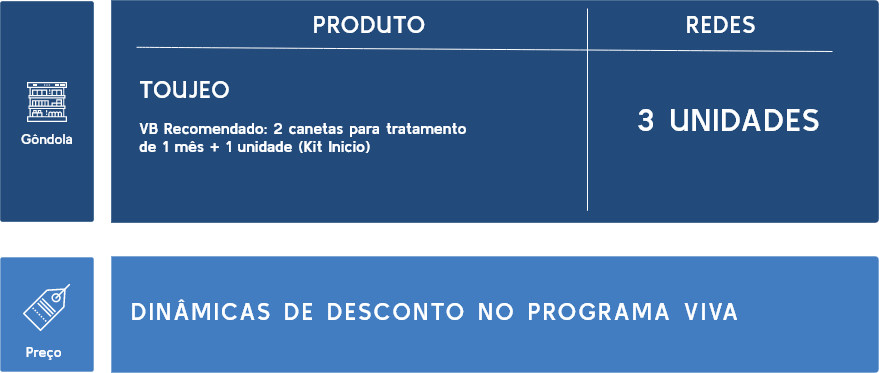 PRODUTO
REDES
Gôndola
TOUJEO
VB Recomendado: 2 canetas para tratamento
de 1 mês + 1 unidade (Kit Inicio)
3 UNIDADES
Preço
DINÂMICAS DE DESCONTO NO PROGRAMA VIVA